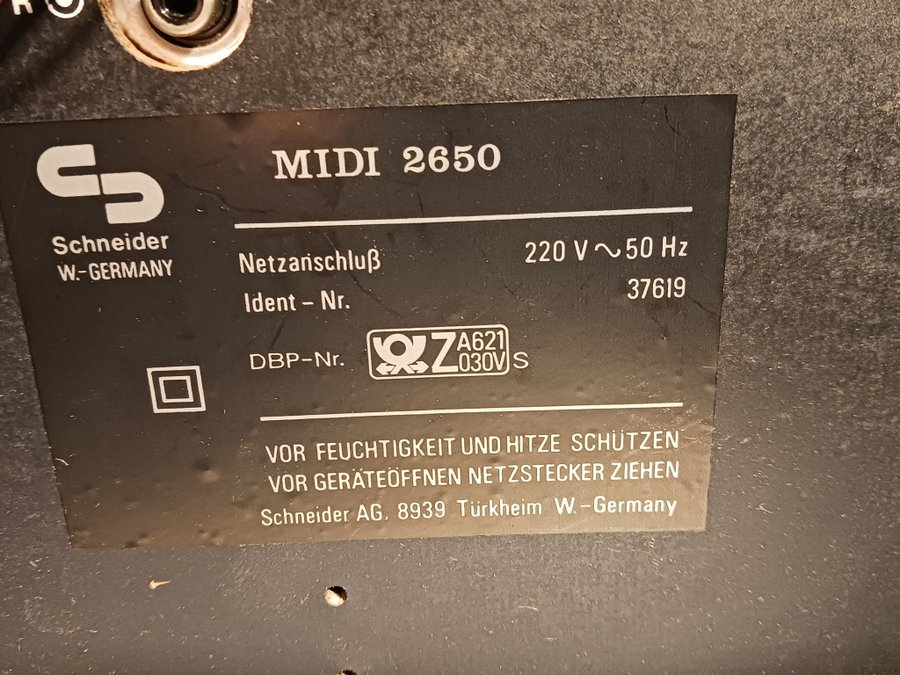 R
MIDI 2650
Schneider
W.-GERMANY
Netzanschluß 220 V ~ 50 Hz
Ident - Nr. 37619
DBP-Nr. Z A621 030V S
VOR FEUCHTIGKEIT UND HITZE SCHÜTZEN
VOR GERÄTEÖFFNEN NETZSTECKER ZIEHEN
Schneider AG. 8939 Türkheim W.-Germany